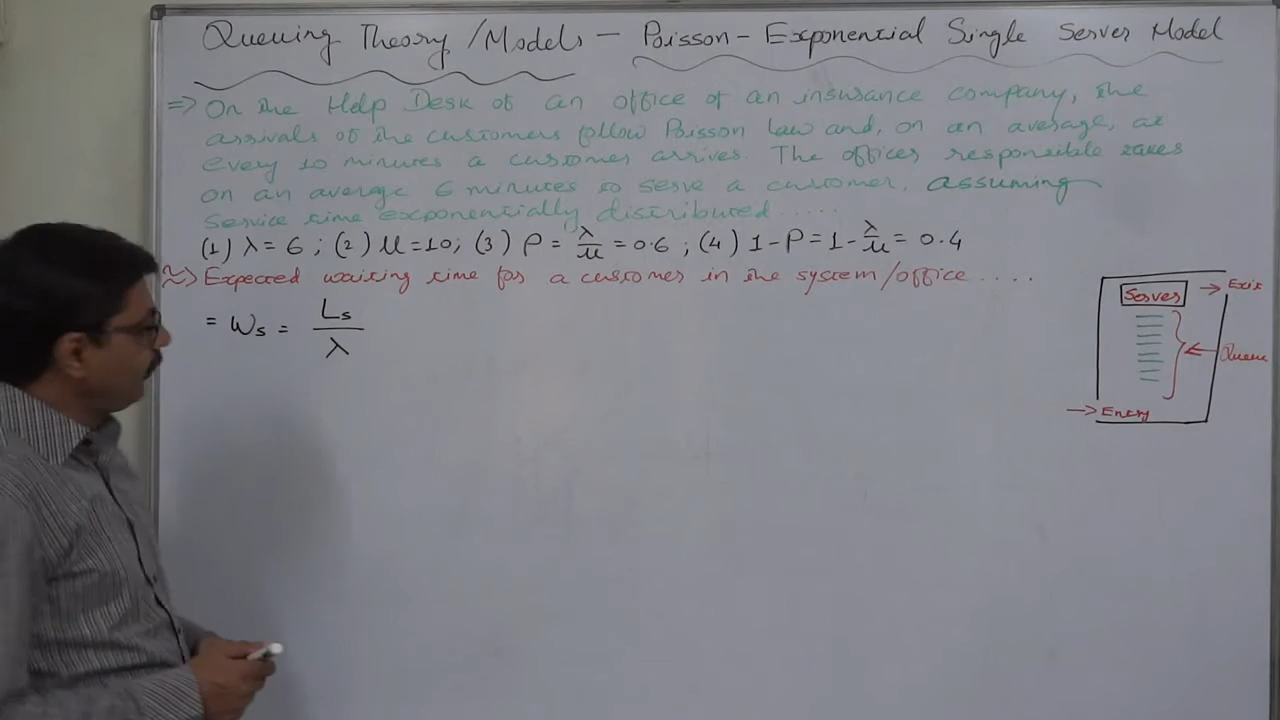 Queuing Theory/Models - Poisson-Exponential Single Server Model
=> On the Help Desk of an office of an insurance company, the
arrivals of the customers follow Poisson law and, on an average, at
every 10 minutes a customer arrives. The officer responsible takes
on an average 6 minutes to serve a customer, assuming
service time exponentially distributed.....
(1) λ = 6 ; (2) μ = 10; (3) ρ = λ/μ = 0.6 ; (4) 1-ρ = 1-λ/μ = 0.4
≈> Expected waiting time for a customer in the system/office ....
= Ws = Ls/λ
Server
-> Exit
Queue
-> Entry